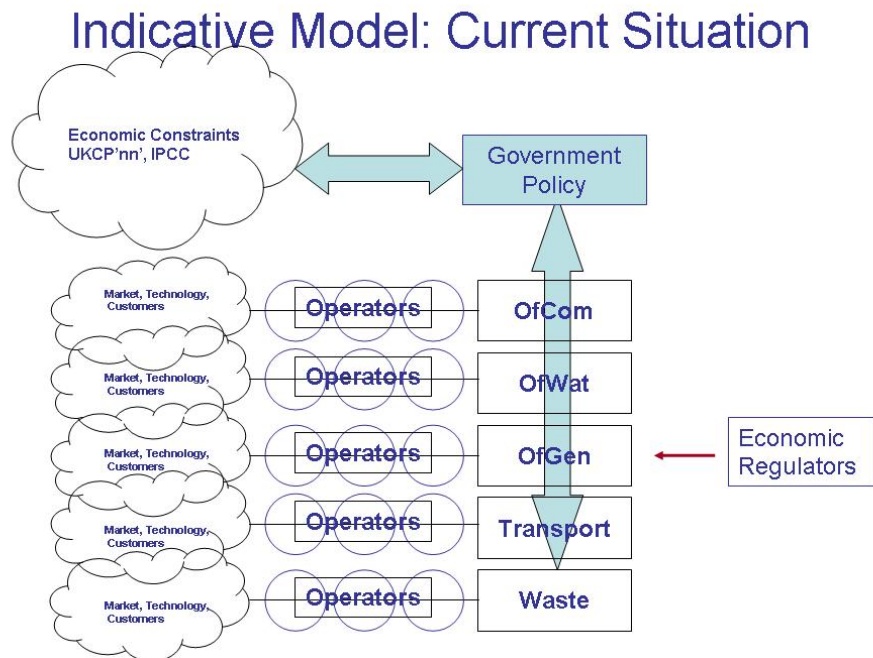 Indicative Model: Current Situation
Economic Constraints
UKCP'nn', IPCC
Government
Policy
Market, Technology,
Customers
Operators
OfCom
Market, Technology,
Customers
Operators
OfWat
Market, Technology,
Customers
Operators
OfGen
Economic
Regulators
Market, Technology,
Customers
Operators
Transport
Market, Technology,
Customers
Operators
Waste